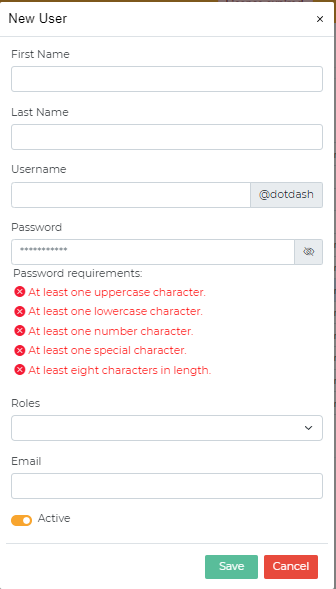 New User ×
First Name
Last Name
Username
@dotdash
Password
***********
Password requirements:
At least one uppercase character.
At least one lowercase character.
At least one number character.
At least one special character.
At least eight characters in length.
Roles
Email
Active
Save Cancel